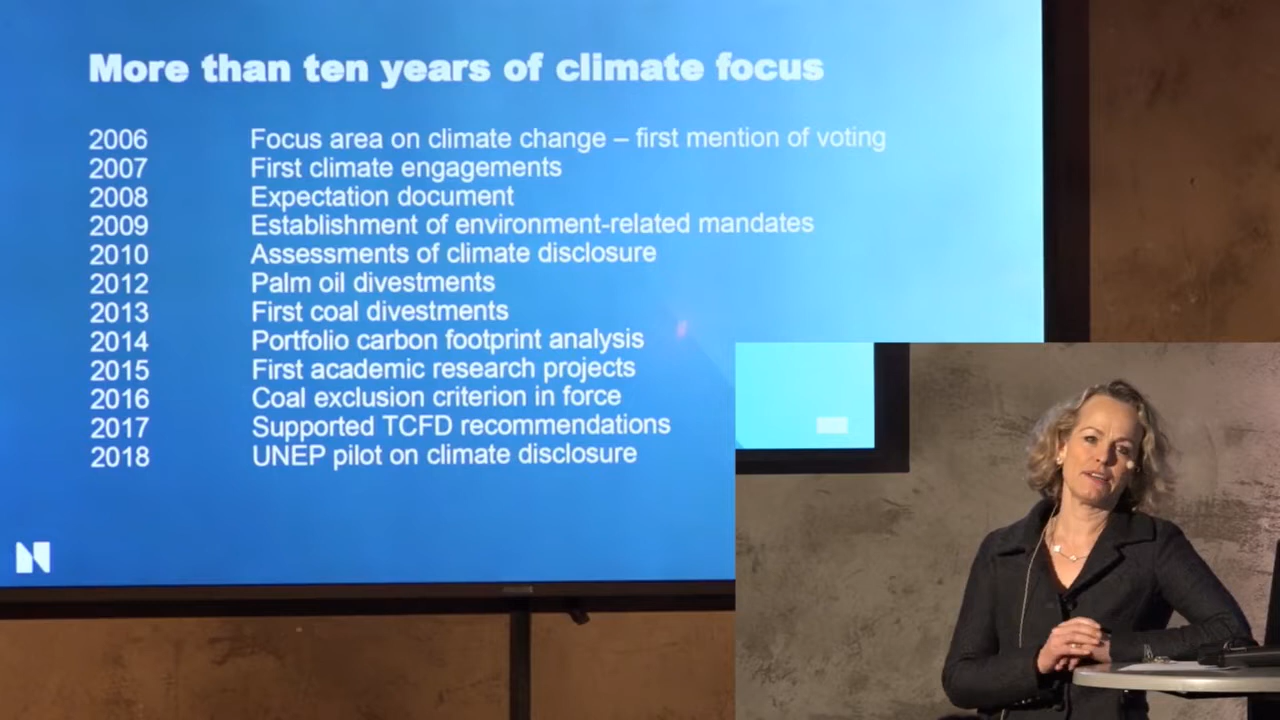 More than ten years of climate focus
2006 Focus area on climate change – first mention of voting
2007 First climate engagements
2008 Expectation document
2009 Establishment of environment-related mandates
2010 Assessments of climate disclosure
2012 Palm oil divestments
2013 First coal divestments
2014 Portfolio carbon footprint analysis
2015 First academic research projects
2016 Coal exclusion criterion in force
2017 Supported TCFD recommendations
2018 UNEP pilot on climate disclosure
N